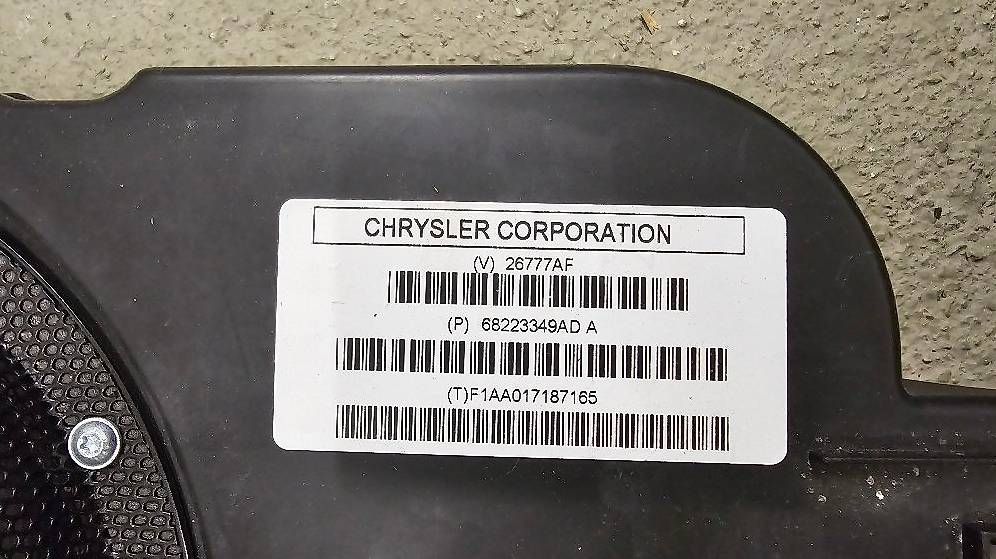 CHRYSLER CORPORATION
(V) 26777AF
(P) 68223349AD A
(T)F1AA017187165